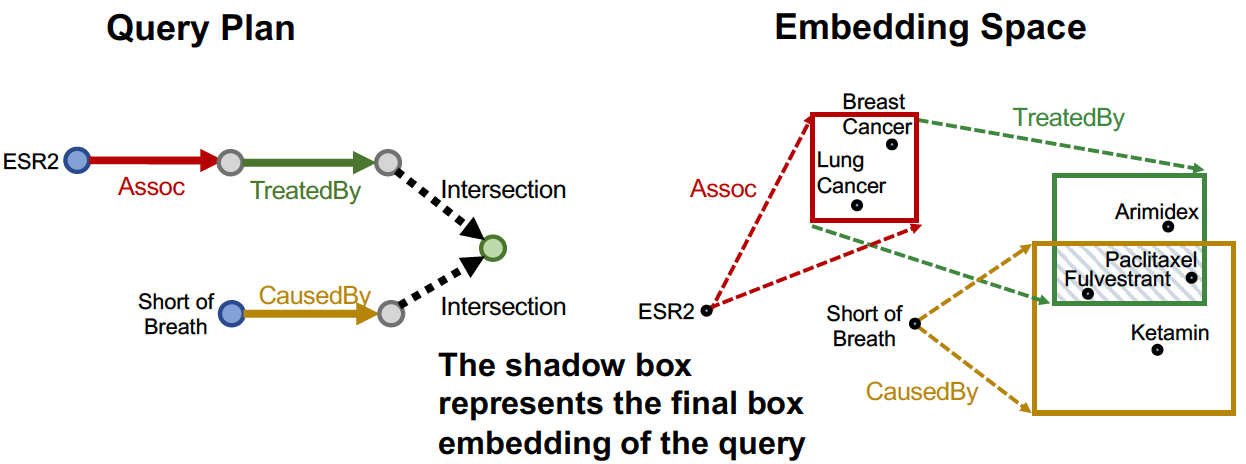 Query Plan
ESR2
Assoc
TreatedBy
Intersection
Short of
Breath
CausedBy
Intersection
The shadow box
represents the final box
embedding of the query
Embedding Space
Breast
Cancer
Lung
Cancer
TreatedBy
Assoc
Arimidex
Paclitaxel
Fulvestrant
ESR2
Short of
Breath
Ketamin
CausedBy